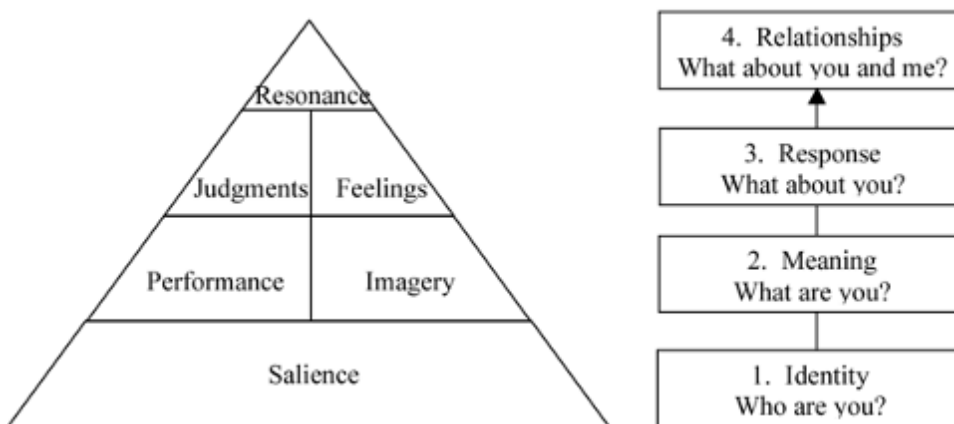 Resonance
Judgments
Feelings
Performance
Imagery
Salience
4. Relationships
What about you and me?
3. Response
What about you?
2. Meaning
What are you?
1. Identity
Who are you?